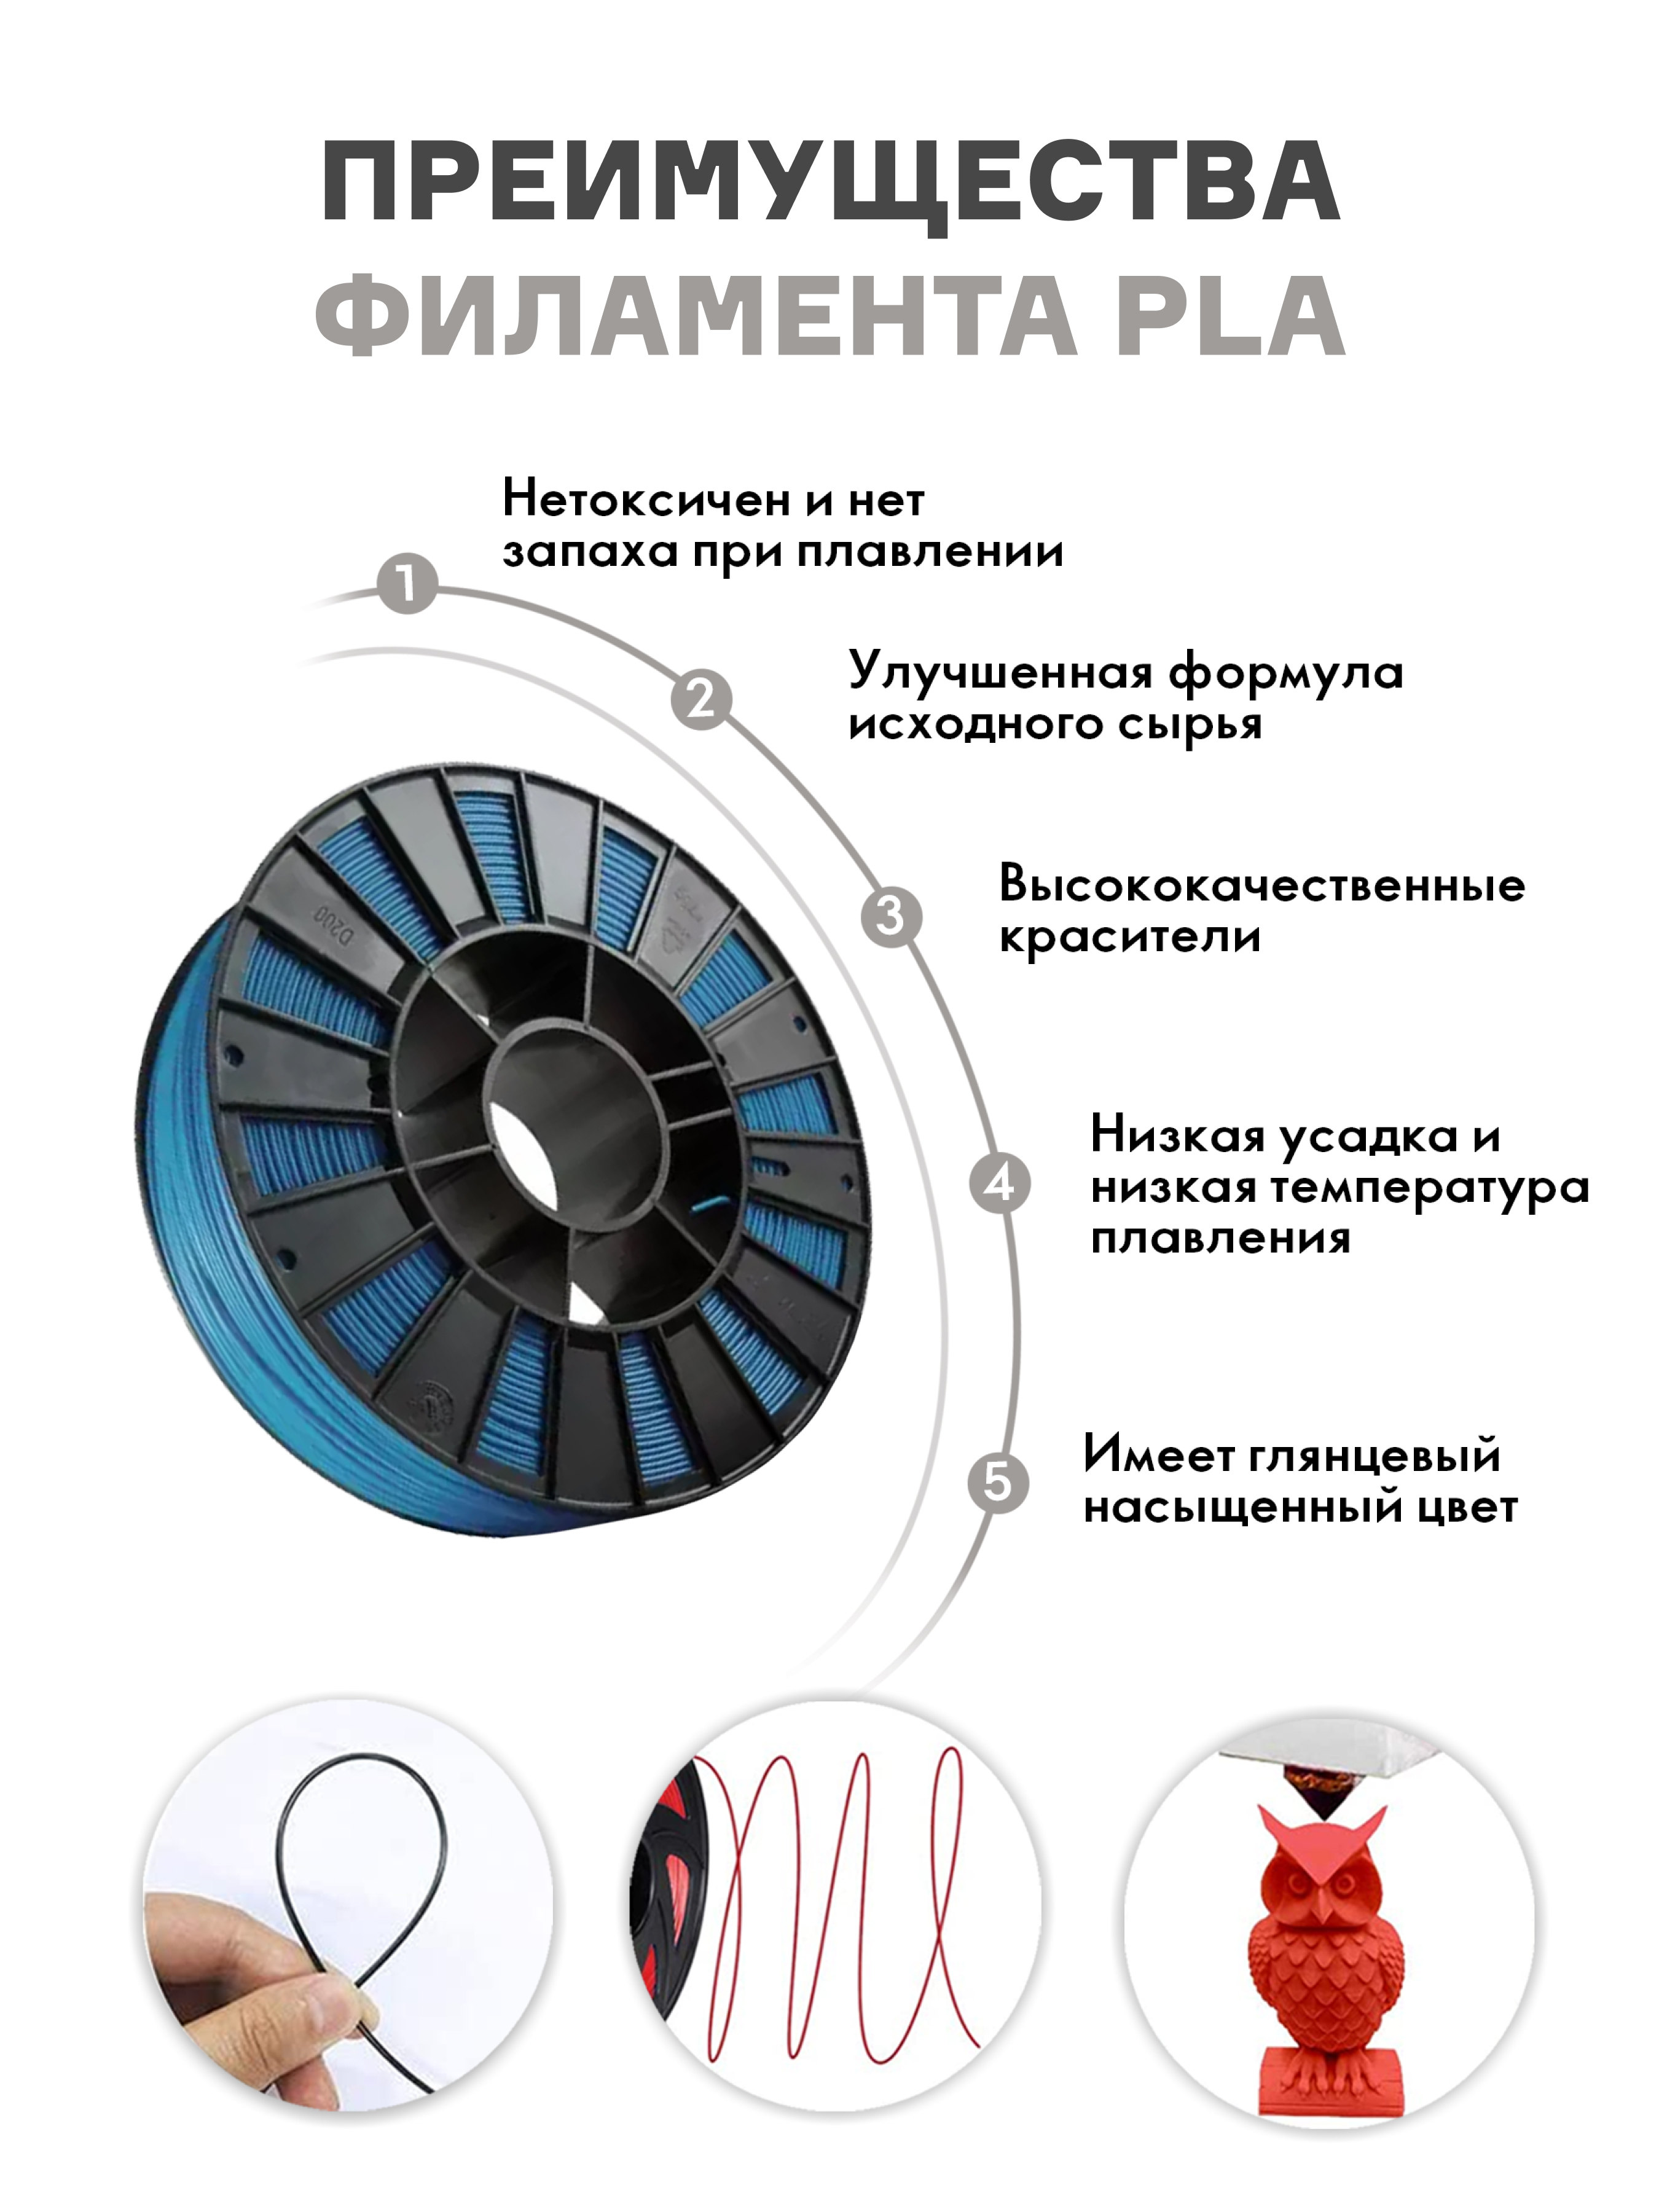 ПРЕИМУЩЕСТВА
ФИЛАМЕНТА PLA
1
Нетоксичен и нет
запаха при плавлении
2
Улучшенная формула
исходного сырья
3
Высококачественные
красители
4
Низкая усадка и
низкая температура
плавления
5
Имеет глянцевый
насыщенный цвет
D200